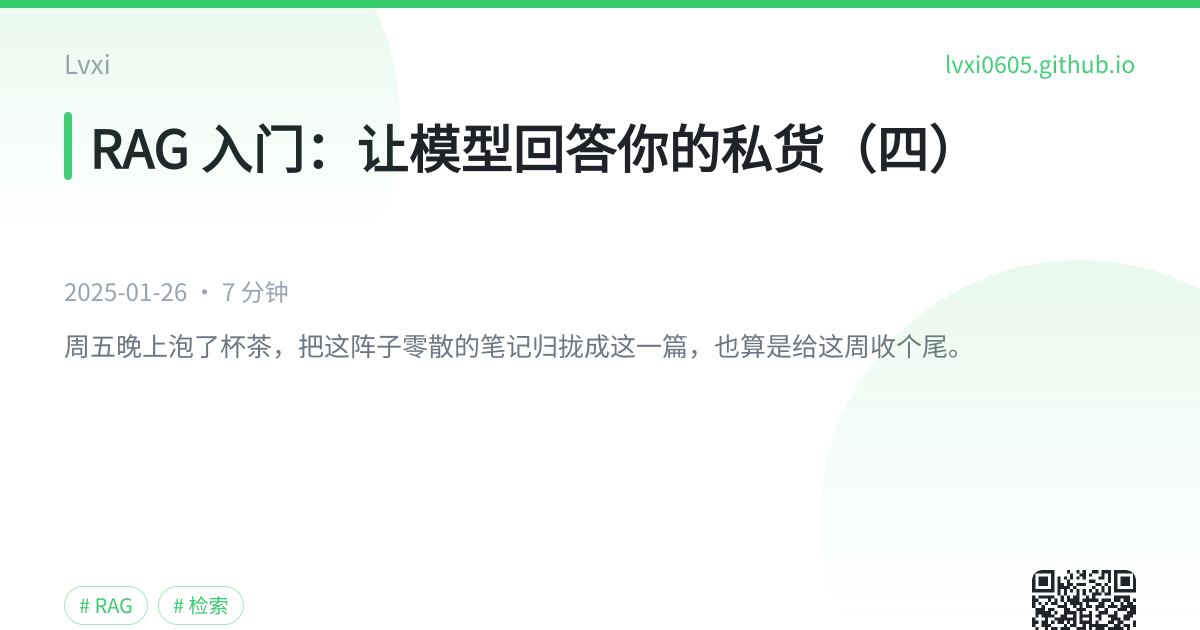 Lvxi
lvxi0605.github.io
RAG 入门：让模型回答你的私货（四）
2025-01-26 · 7 分钟
周五晚上泡了杯茶，把这阵子零散的笔记归拢成这一篇，也算是给这周收个尾。
# RAG
# 检索